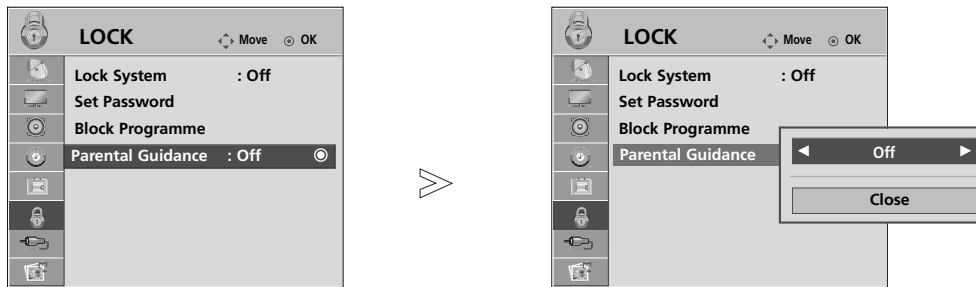 LOCK
Move
OK
Lock System : Off
Set Password
Block Programme
Parental Guidance : Off
LOCK
Move
OK
Lock System : Off
Set Password
Block Programme
Parental Guidance
Off
Close